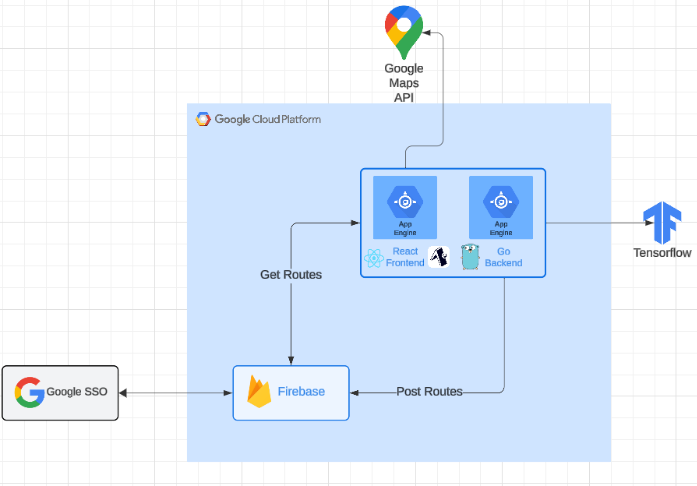 Google
Maps
API
Google Cloud Platform
App
Engine
App
Engine
React
Frontend
Go
Backend
Tensorflow
Get Routes
Google SSO
Firebase
Post Routes